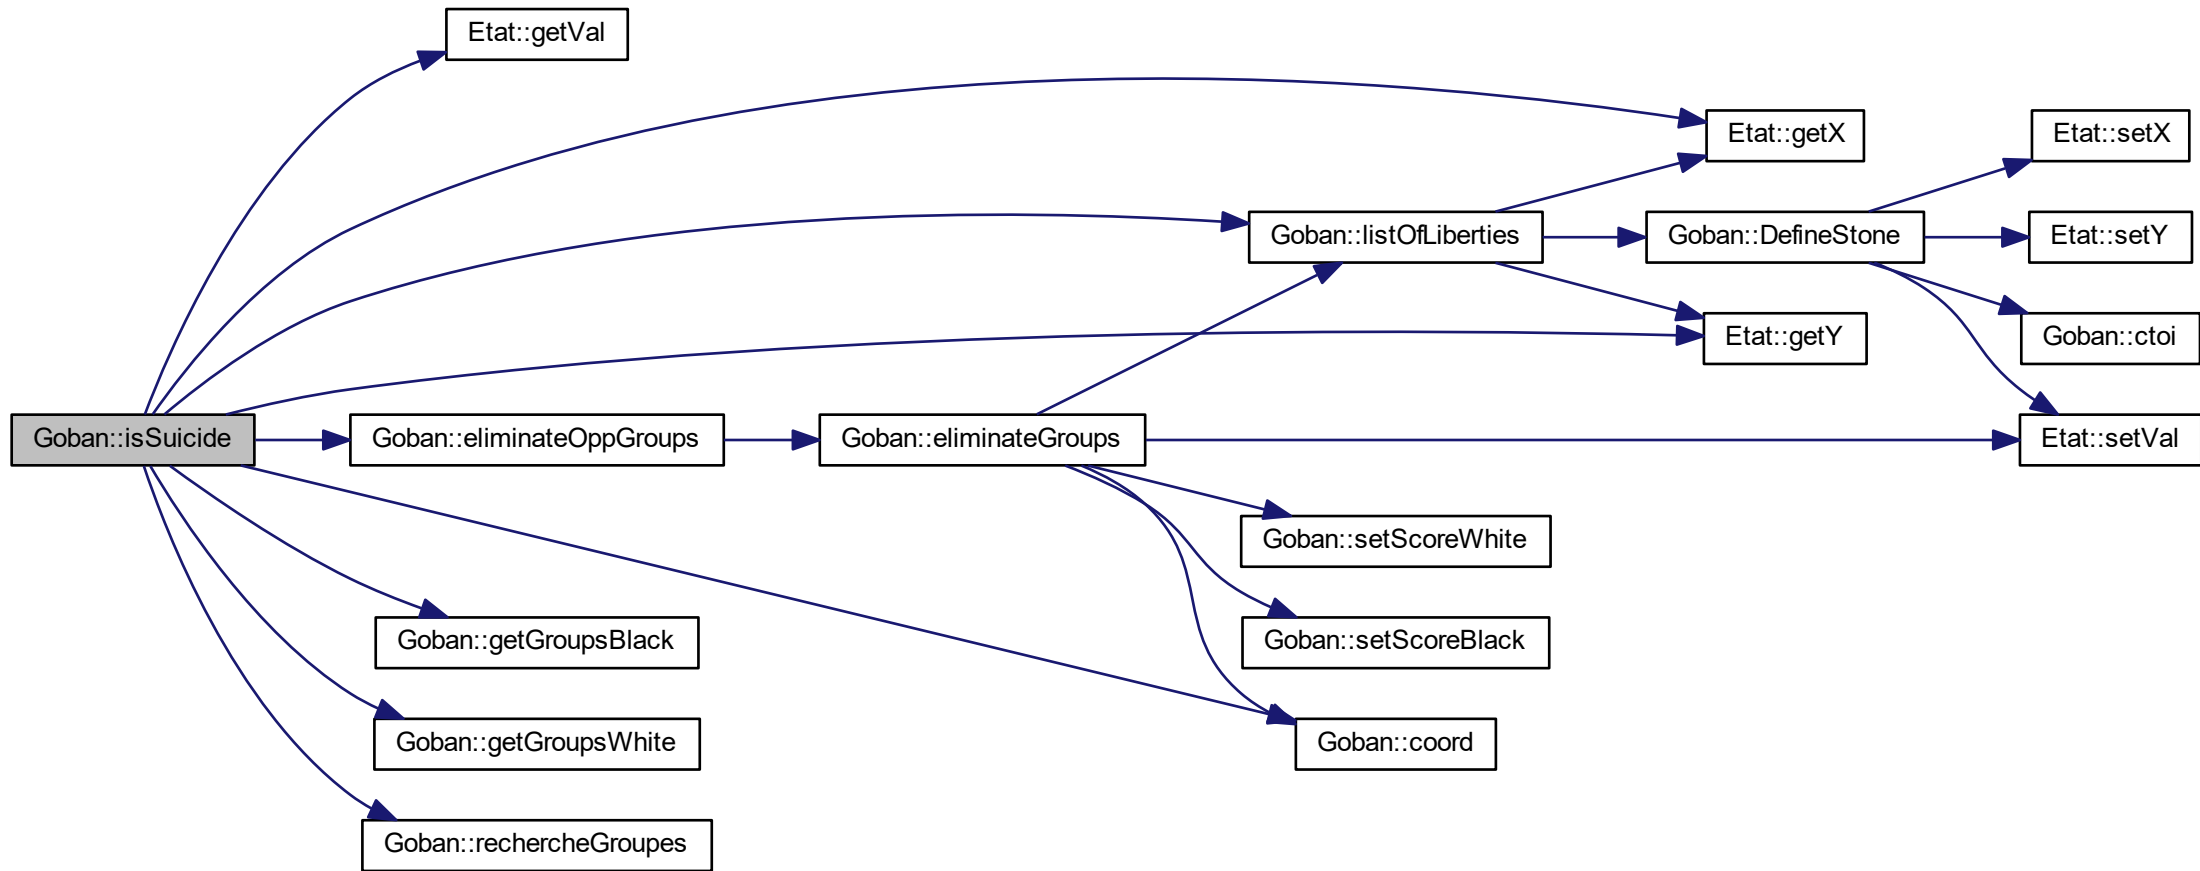 Etat::getVal
Etat::getX
Etat::setX
Goban::listOfLiberties
Goban::DefineStone
Etat::setY
Etat::getY
Goban::ctoi
Goban::isSuicide
Goban::eliminateOppGroups
Goban::eliminateGroups
Etat::setVal
Goban::setScoreWhite
Goban::getGroupsBlack
Goban::setScoreBlack
Goban::getGroupsWhite
Goban::coord
Goban::rechercheGroupes